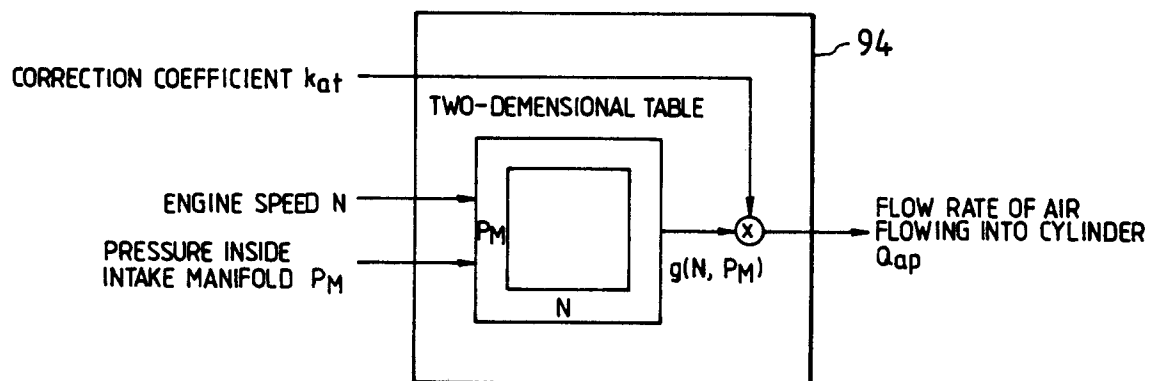 94
CORRECTION COEFFICIENT kat
TWO-DEMENSIONAL TABLE
ENGINE SPEED N
PRESSURE INSIDE
INTAKE MANIFOLD PM
PM
N
X
g(N, PM)
FLOW RATE OF AIR
FLOWING INTO CYLINDER
Qap